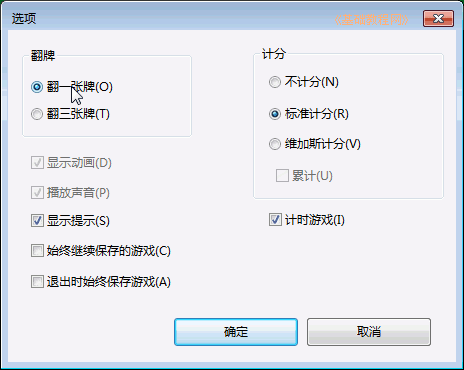 选项
翻牌
翻一张牌(O)
翻三张牌(T)
显示动画(D)
播放声音(P)
显示提示(S)
始终继续保存的游戏(C)
退出时始终保存游戏(A)
计分
不计分(N)
标准计分(R)
维加斯计分(V)
累计(U)
计时游戏(I)
确定
取消